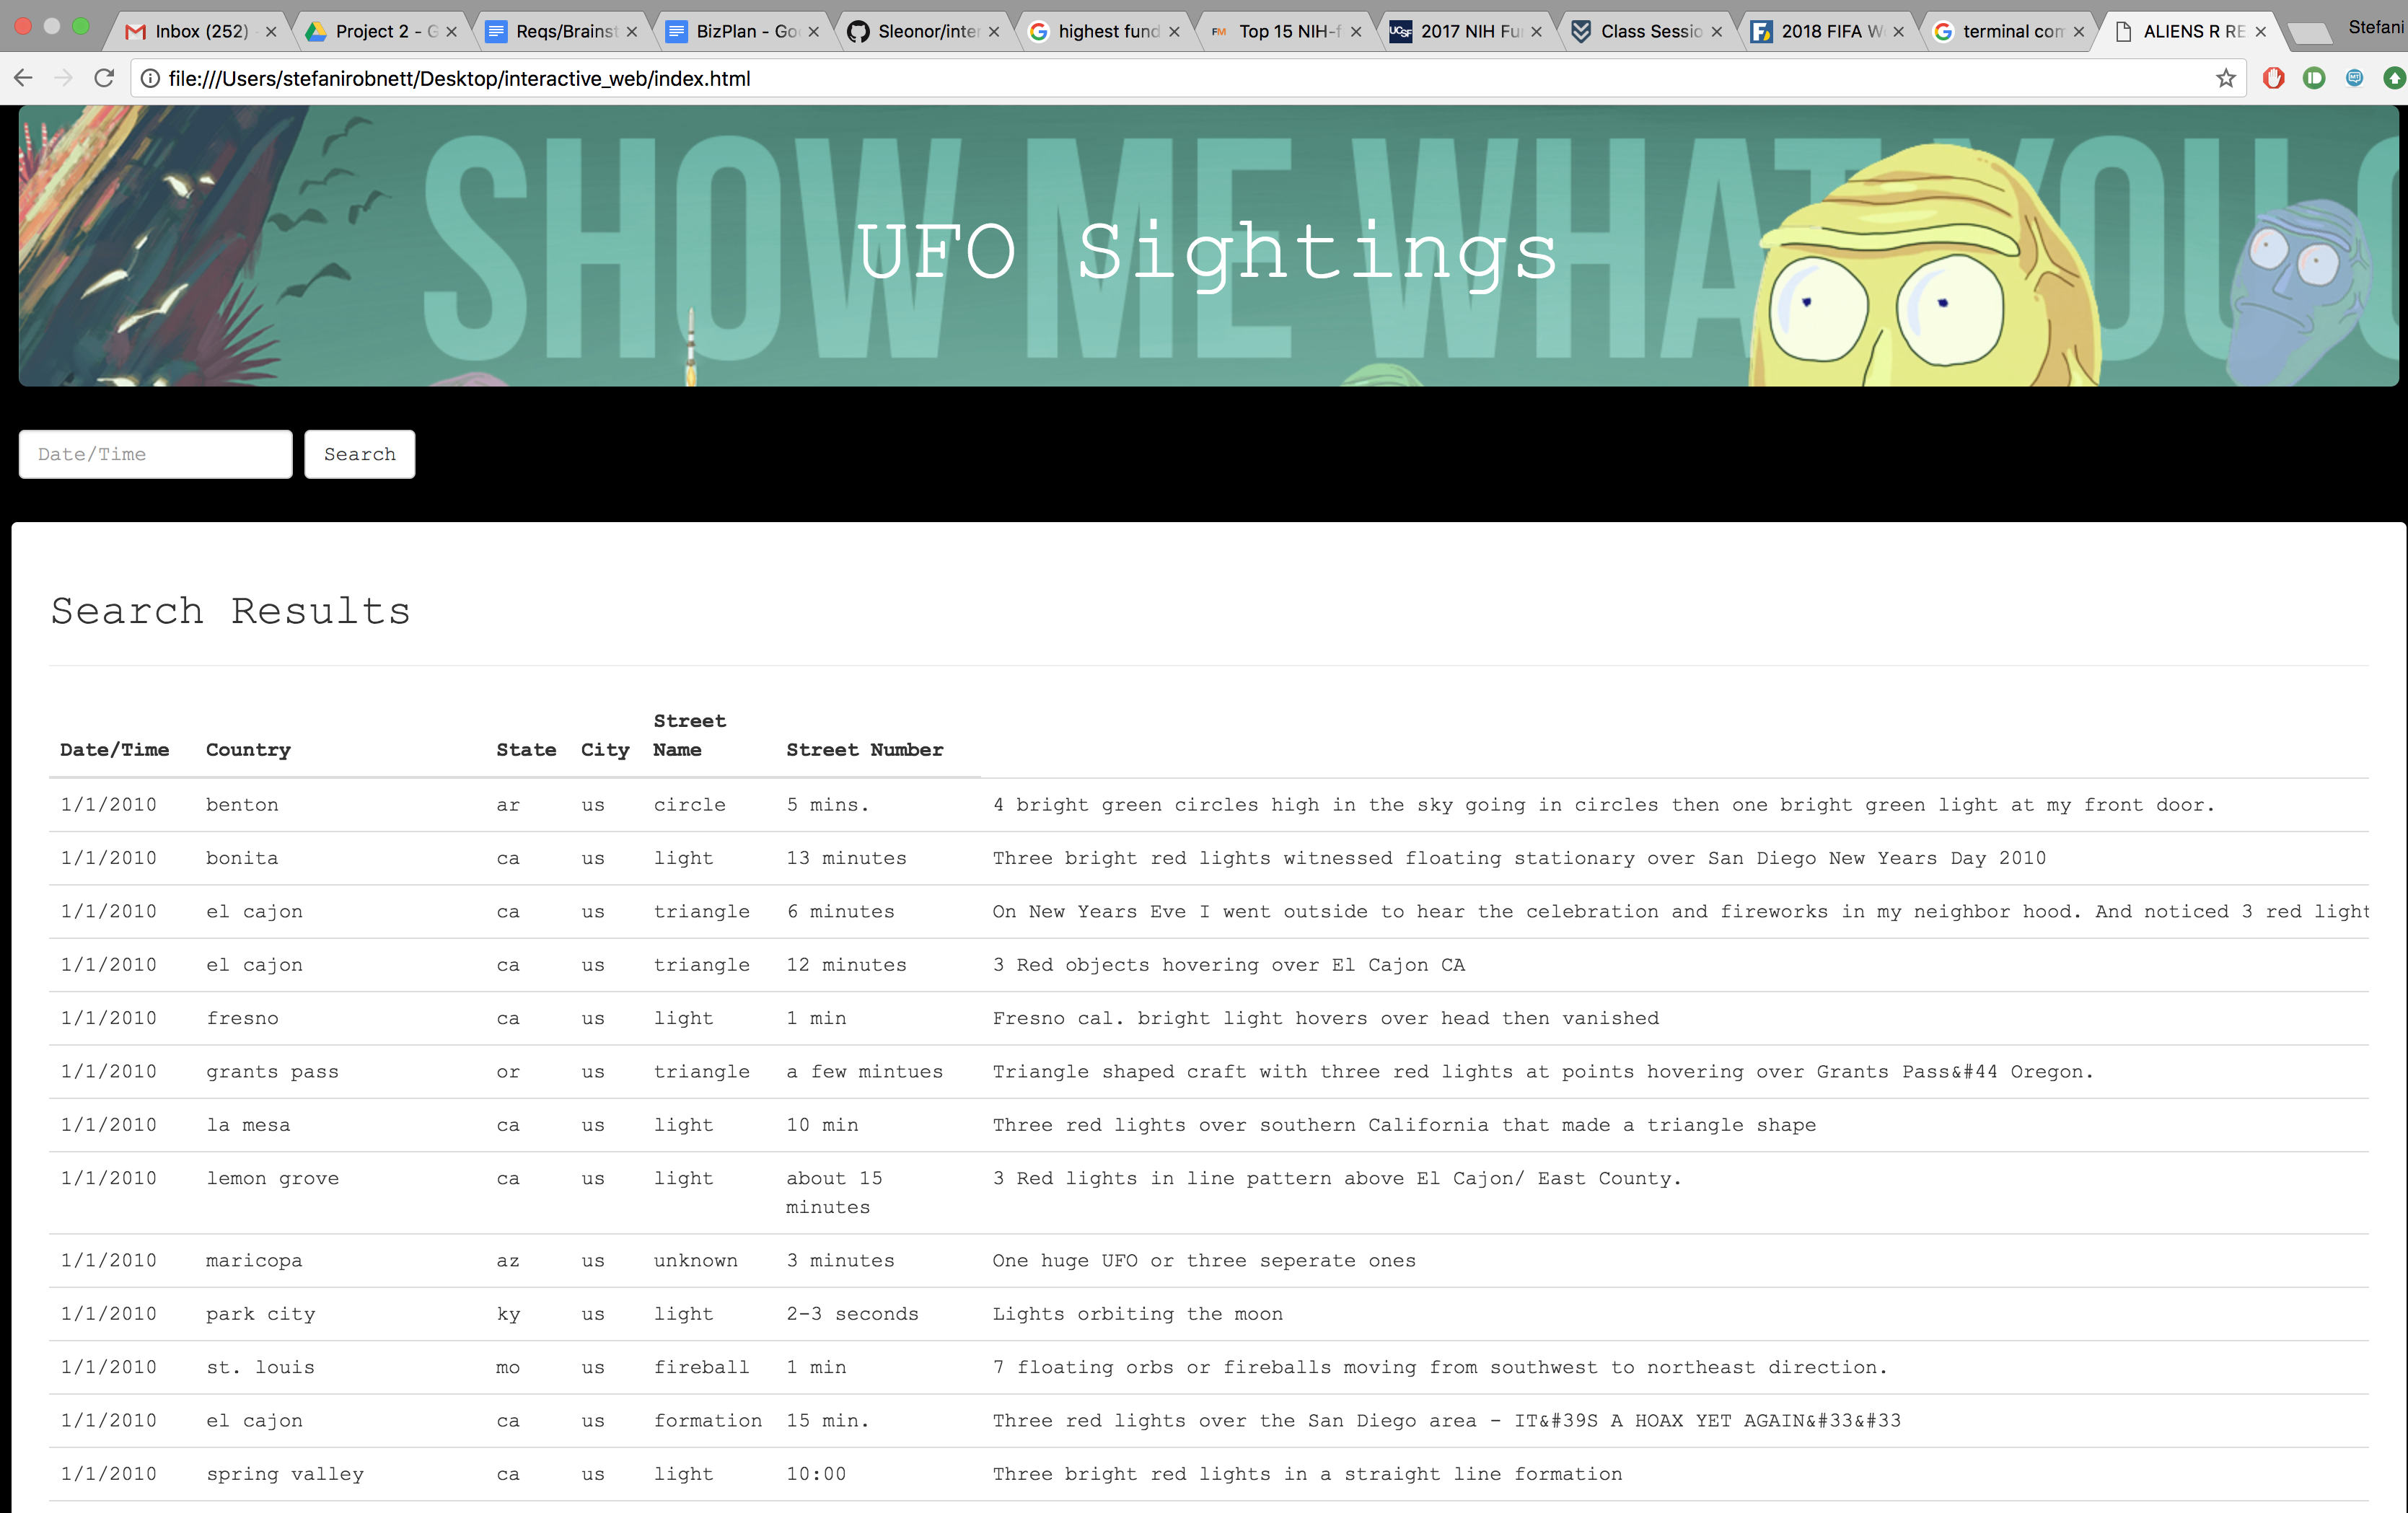 Inbox (252) Project 2 - G Reqs/Brainst BizPlan - Goo Sleonor/inter highest fund FM Top 15 NIH-f UCSF 2017 NIH Fu Class Sessio 2018 FIFA W terminal com ALIENS R RE Stefani
file:///Users/stefanirobnett/Desktop/interactive_web/index.html
SHOW ME WHAT YOU G
UFO Sightings
Date/Time Search
Search Results
Date/Time Country State City Street Name Street Number
1/1/2010 benton ar us circle 5 mins. 4 bright green circles high in the sky going in circles then one bright green light at my front door.
1/1/2010 bonita ca us light 13 minutes Three bright red lights witnessed floating stationary over San Diego New Years Day 2010
1/1/2010 el cajon ca us triangle 6 minutes On New Years Eve I went outside to hear the celebration and fireworks in my neighbor hood. And noticed 3 red light
1/1/2010 el cajon ca us triangle 12 minutes 3 Red objects hovering over El Cajon CA
1/1/2010 fresno ca us light 1 min Fresno cal. bright light hovers over head then vanished
1/1/2010 grants pass or us triangle a few mintues Triangle shaped craft with three red lights at points hovering over Grants Pass&#44 Oregon.
1/1/2010 la mesa ca us light 10 min Three red lights over southern California that made a triangle shape
1/1/2010 lemon grove ca us light about 15 minutes 3 Red lights in line pattern above El Cajon/ East County.
1/1/2010 maricopa az us unknown 3 minutes One huge UFO or three seperate ones
1/1/2010 park city ky us light 2-3 seconds Lights orbiting the moon
1/1/2010 st. louis mo us fireball 1 min 7 floating orbs or fireballs moving from southwest to northeast direction.
1/1/2010 el cajon ca us formation 15 min. Three red lights over the San Diego area - IT&#39S A HOAX YET AGAIN&#33&#33
1/1/2010 spring valley ca us light 10:00 Three bright red lights in a straight line formation